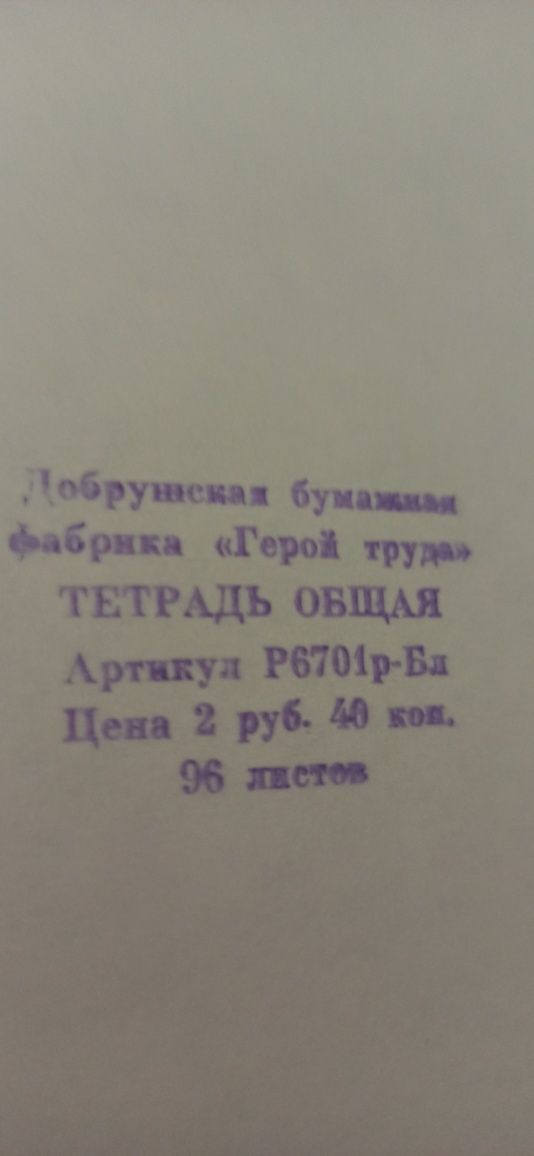 Добрушская бумажная
фабрика «Герой труда»
ТЕТРАДЬ ОБЩАЯ
Артикул Р6701р-Бл
Цена 2 руб. 40 коп.
96 листов